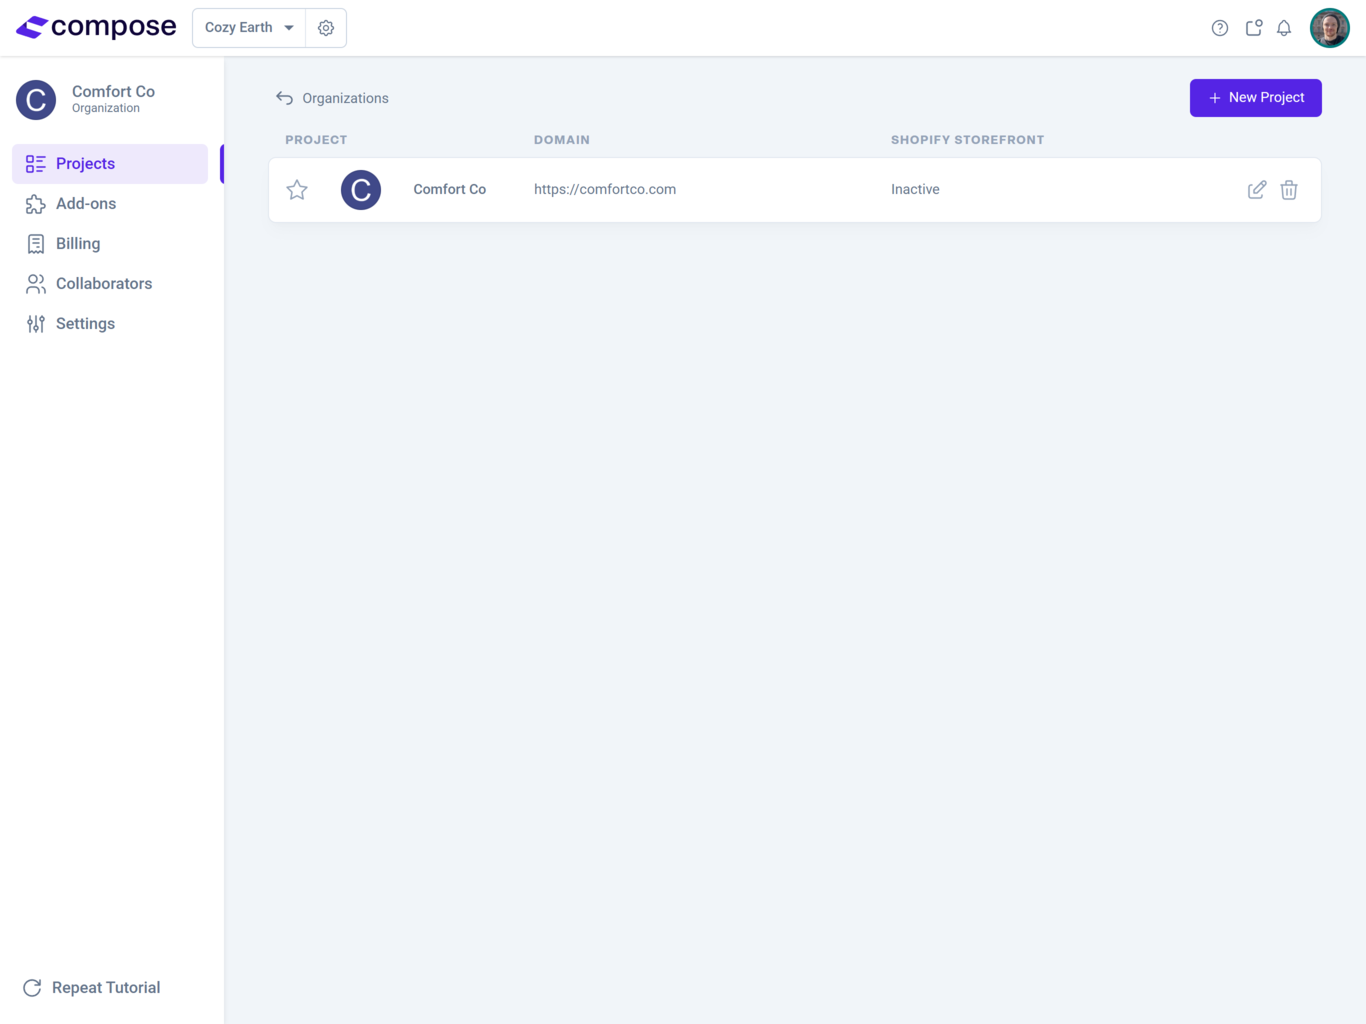 compose
Cozy Earth
C
Comfort Co
Organization
Projects
Add-ons
Billing
Collaborators
Settings
Repeat Tutorial
Organizations
+ New Project
PROJECT DOMAIN SHOPIFY STOREFRONT
C Comfort Co https://comfortco.com Inactive